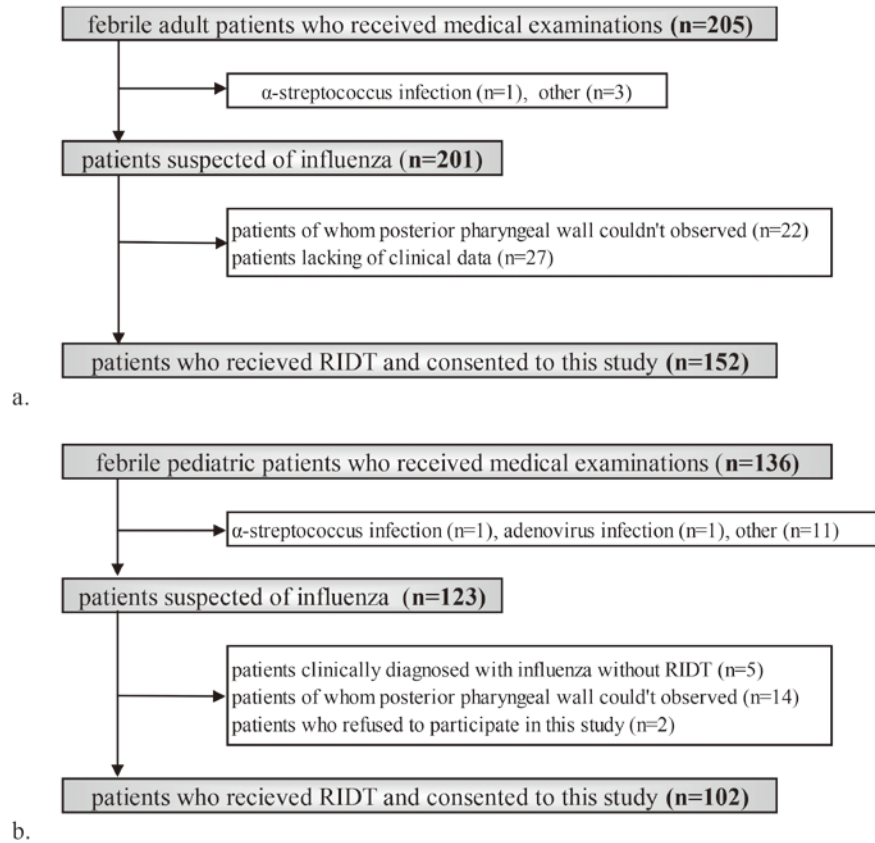 febrile adult patients who received medical examinations (n=205)
α-streptococcus infection (n=1), other (n=3)
patients suspected of influenza (n=201)
patients of whom posterior pharyngeal wall couldn't observed (n=22)
patients lacking of clinical data (n=27)
patients who recieved RIDT and consented to this study (n=152)
a.
febrile pediatric patients who received medical examinations (n=136)
α-streptococcus infection (n=1), adenovirus infection (n=1), other (n=11)
patients suspected of influenza (n=123)
patients clinically diagnosed with influenza without RIDT (n=5)
patients of whom posterior pharyngeal wall could't observed (n=14)
patients who refused to participate in this study (n=2)
patients who recieved RIDT and consented to this study (n=102)
b.